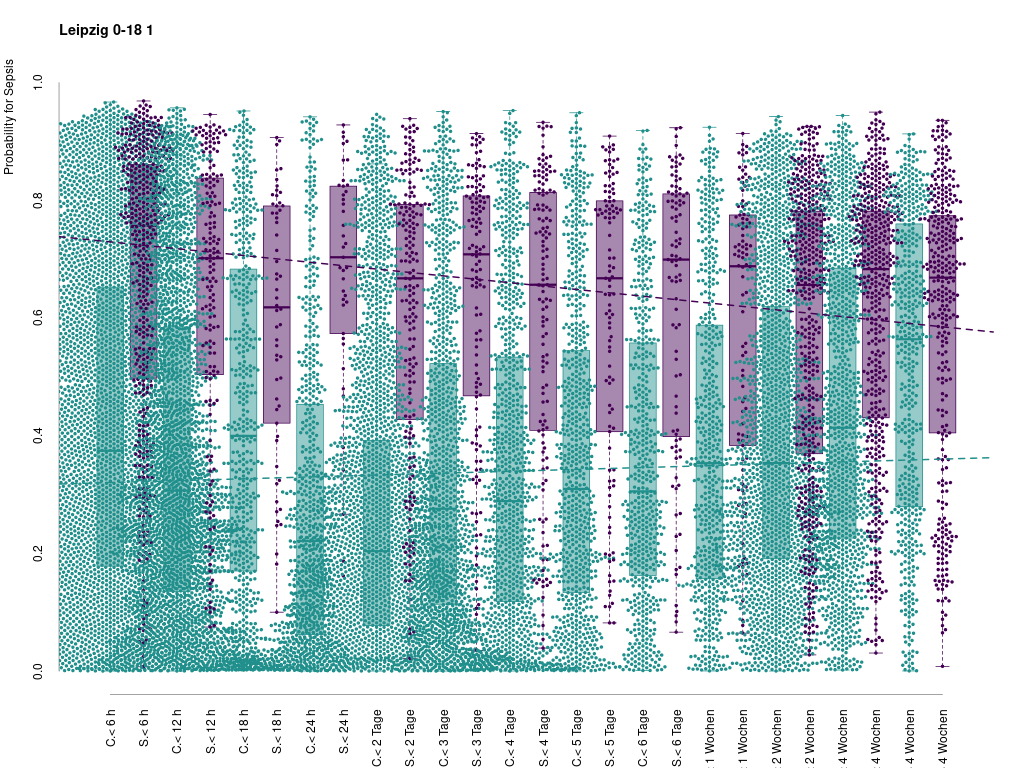 Leipzig 0-18 1
Probability for Sepsis
1.0
0.8
0.6
0.4
0.2
0.0
C.< 6 h
S.< 6 h
C.< 12 h
S.< 12 h
C.< 18 h
S.< 18 h
C.< 24 h
S.< 24 h
C.< 2 Tage
S.< 2 Tage
C.< 3 Tage
S.< 3 Tage
C.< 4 Tage
S.< 4 Tage
C.< 5 Tage
S.< 5 Tage
C.< 6 Tage
S.< 6 Tage
1 Wochen
1 Wochen
2 Wochen
2 Wochen
4 Wochen
4 Wochen
4 Wochen
4 Wochen